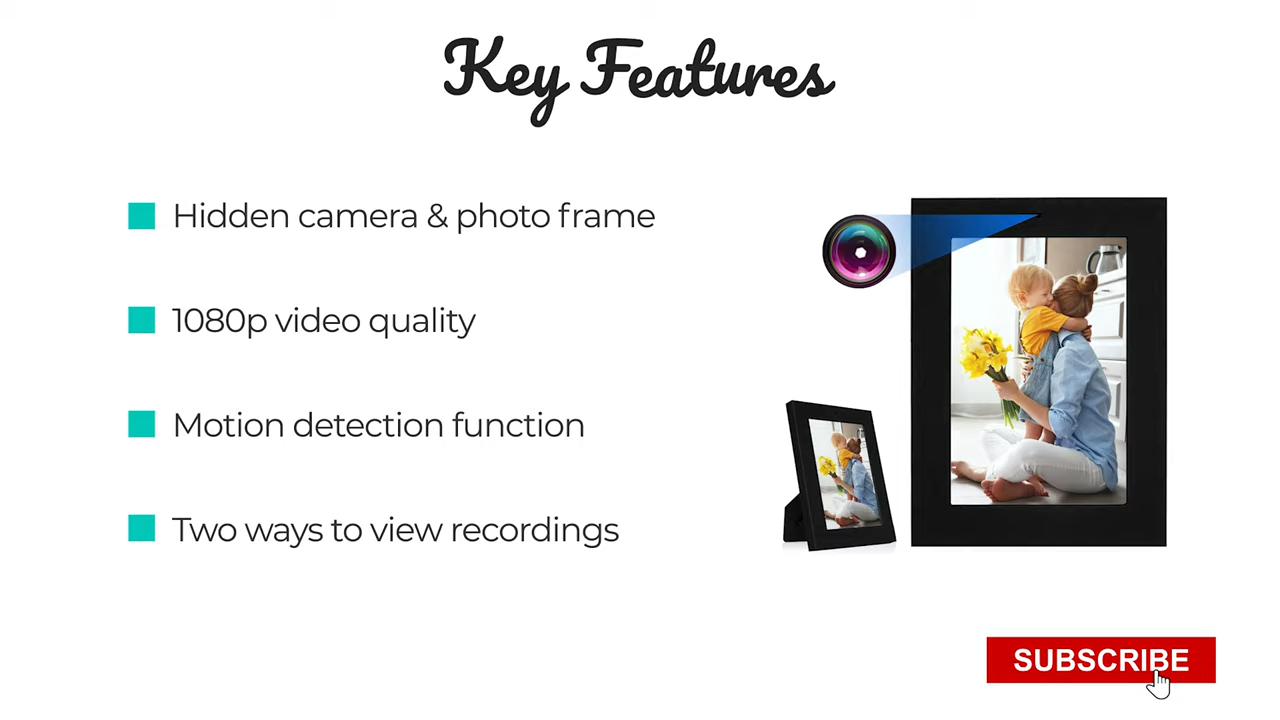 Key Features
Hidden camera & photo frame
1080p video quality
Motion detection function
Two ways to view recordings
SUBSCRIBE